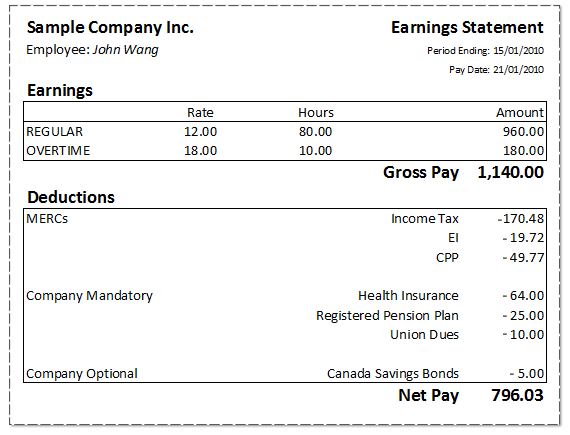 Sample Company Inc. Earnings Statement
Employee: John Wang Period Ending: 15/01/2010
Pay Date: 21/01/2010
Earnings
Rate Hours Amount
REGULAR 12.00 80.00 960.00
OVERTIME 18.00 10.00 180.00
Gross Pay 1,140.00
Deductions
MERCs Income Tax -170.48
EI - 19.72
CPP - 49.77
Company Mandatory Health Insurance - 64.00
Registered Pension Plan - 25.00
Union Dues - 10.00
Company Optional Canada Savings Bonds - 5.00
Net Pay 796.03